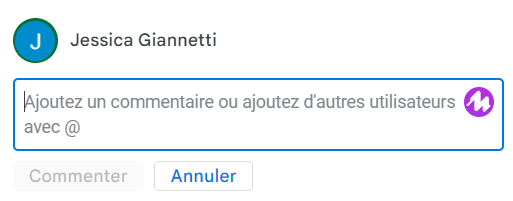 J
Jessica Giannetti
Ajoutez un commentaire ou ajoutez d'autres utilisateurs
avec @
Commenter
Annuler